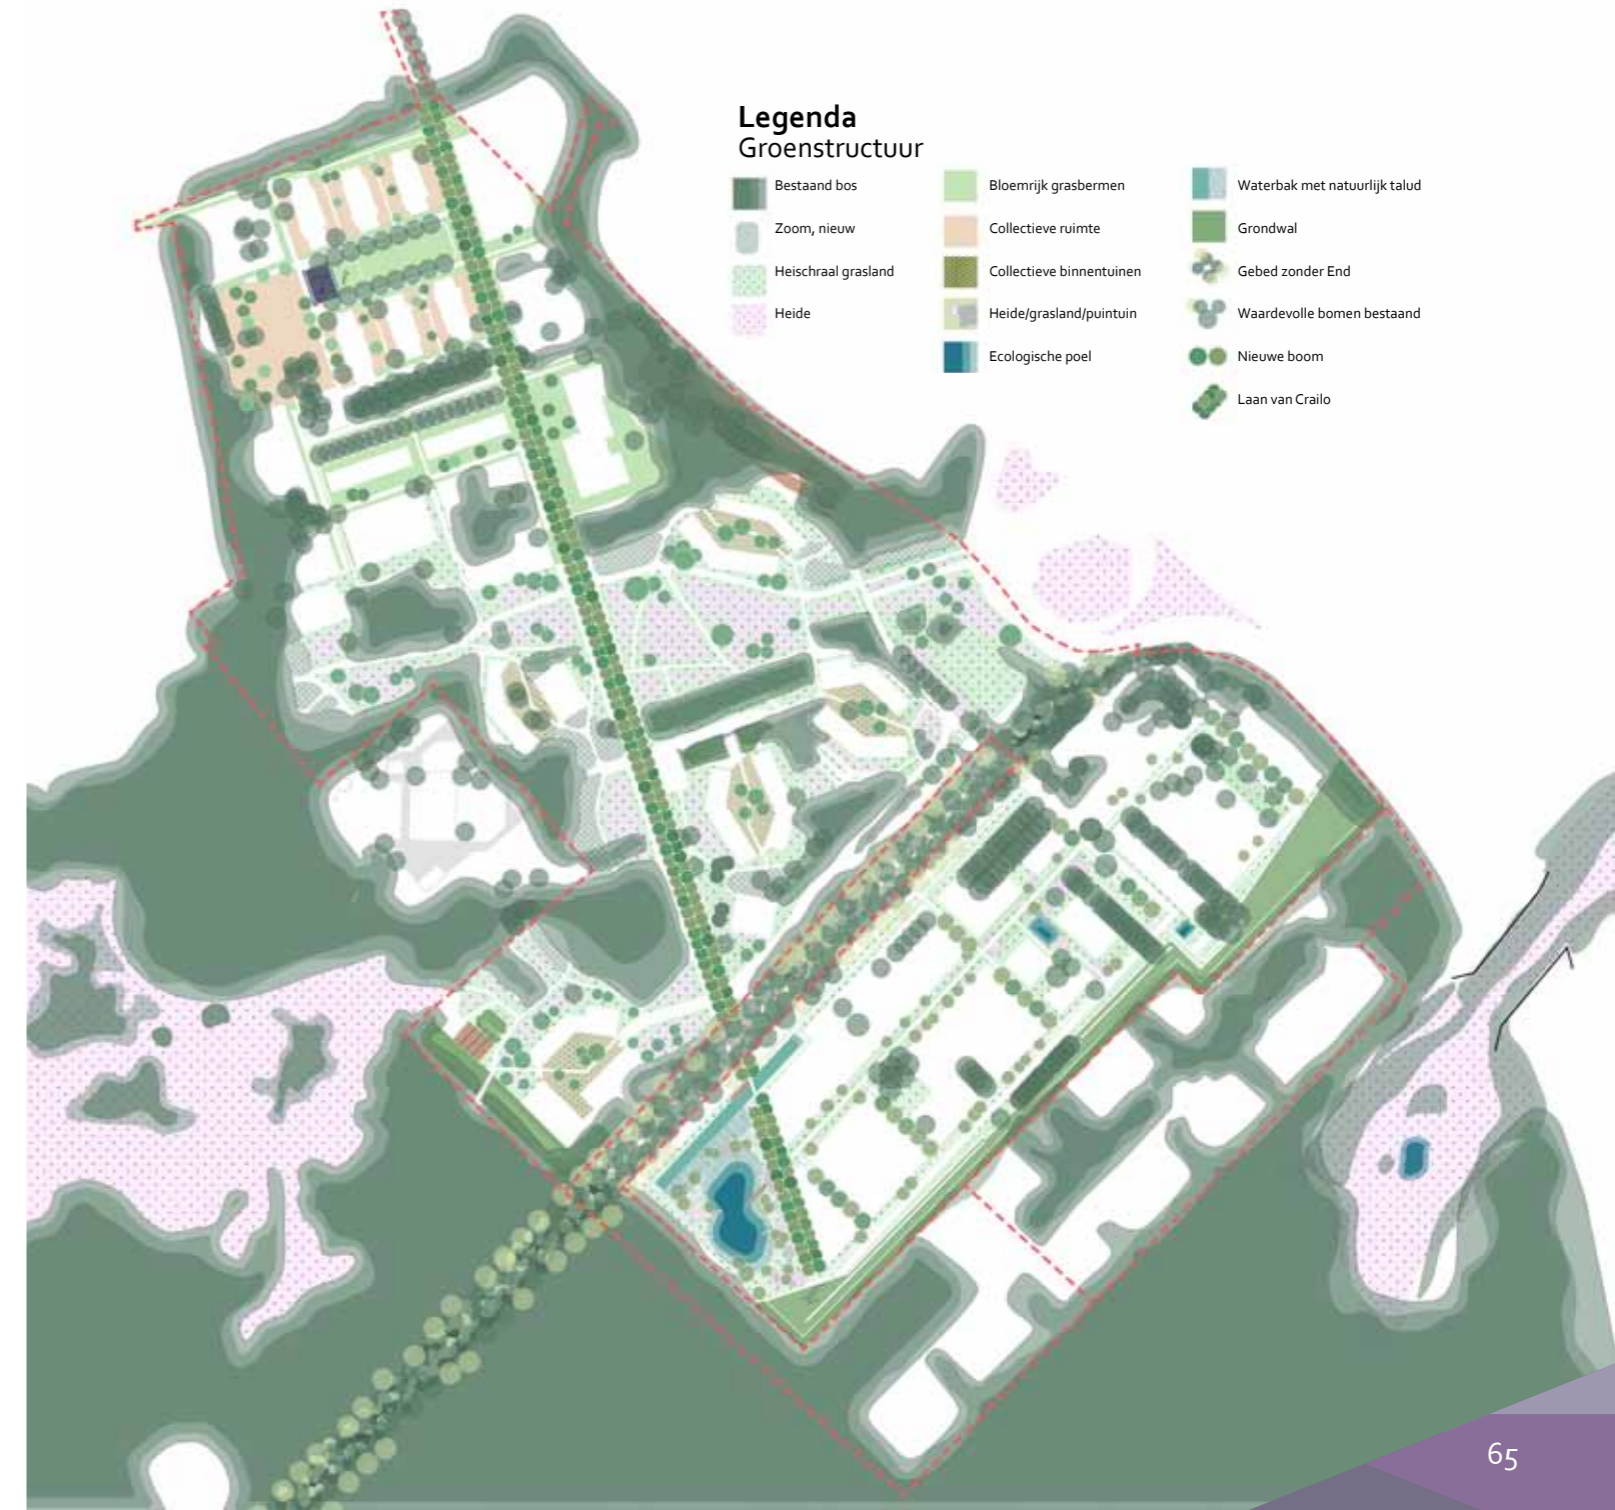 Legenda
Groenstructuur
Bestaand bos
Zoom, nieuw
Heischraal grasland
Heide
Bloemrijk grasbermen
Collectieve ruimte
Collectieve binnentuinen
Heide/grasland/puintuin
Ecologische poel
Waterbak met natuurlijk talud
Grondwal
Gebed zonder End
Waardevolle bomen bestaand
Nieuwe boom
Laan van Crailo
65